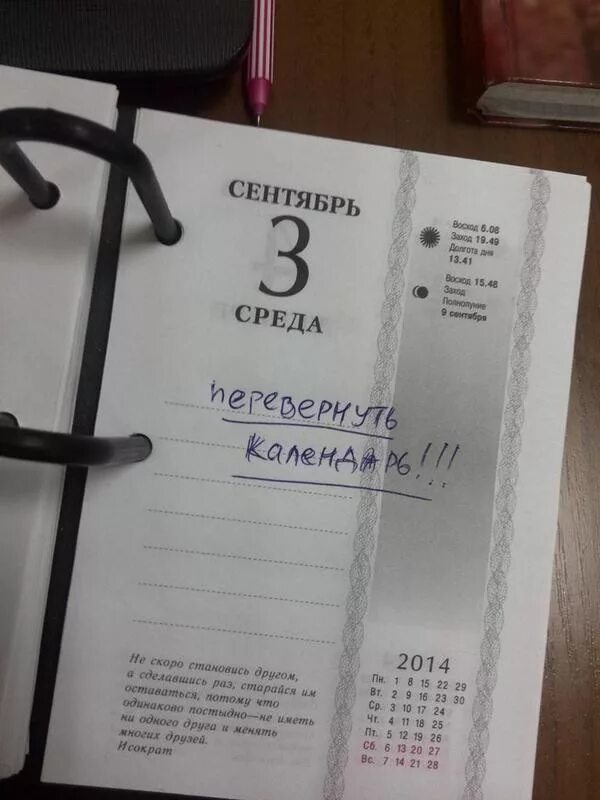 СЕНТЯБРЬ
3
СРЕДА
Восход 6.08
Заход 19.49
Долгота дня
13.41
Восход 15.48
Заход
Полнолуние
9 сентября
ПЕРЕВЕРНУТЬ
КАЛЕНДАРЬ!!!
Не скоро становись другом,
а сделавшись раз, старайся им
оставаться, потому что
одинаково постыдно—не иметь
ни одного друга и менять
многих друзей.
Исократ
2014
Пн. 1 8 15 22 29
Вт. 2 9 16 23 30
Ср. 3 10 17 24
Чт. 4 11 18 25
Пт. 5 12 19 26
Сб. 6 13 20 27
Вс. 7 14 21 28